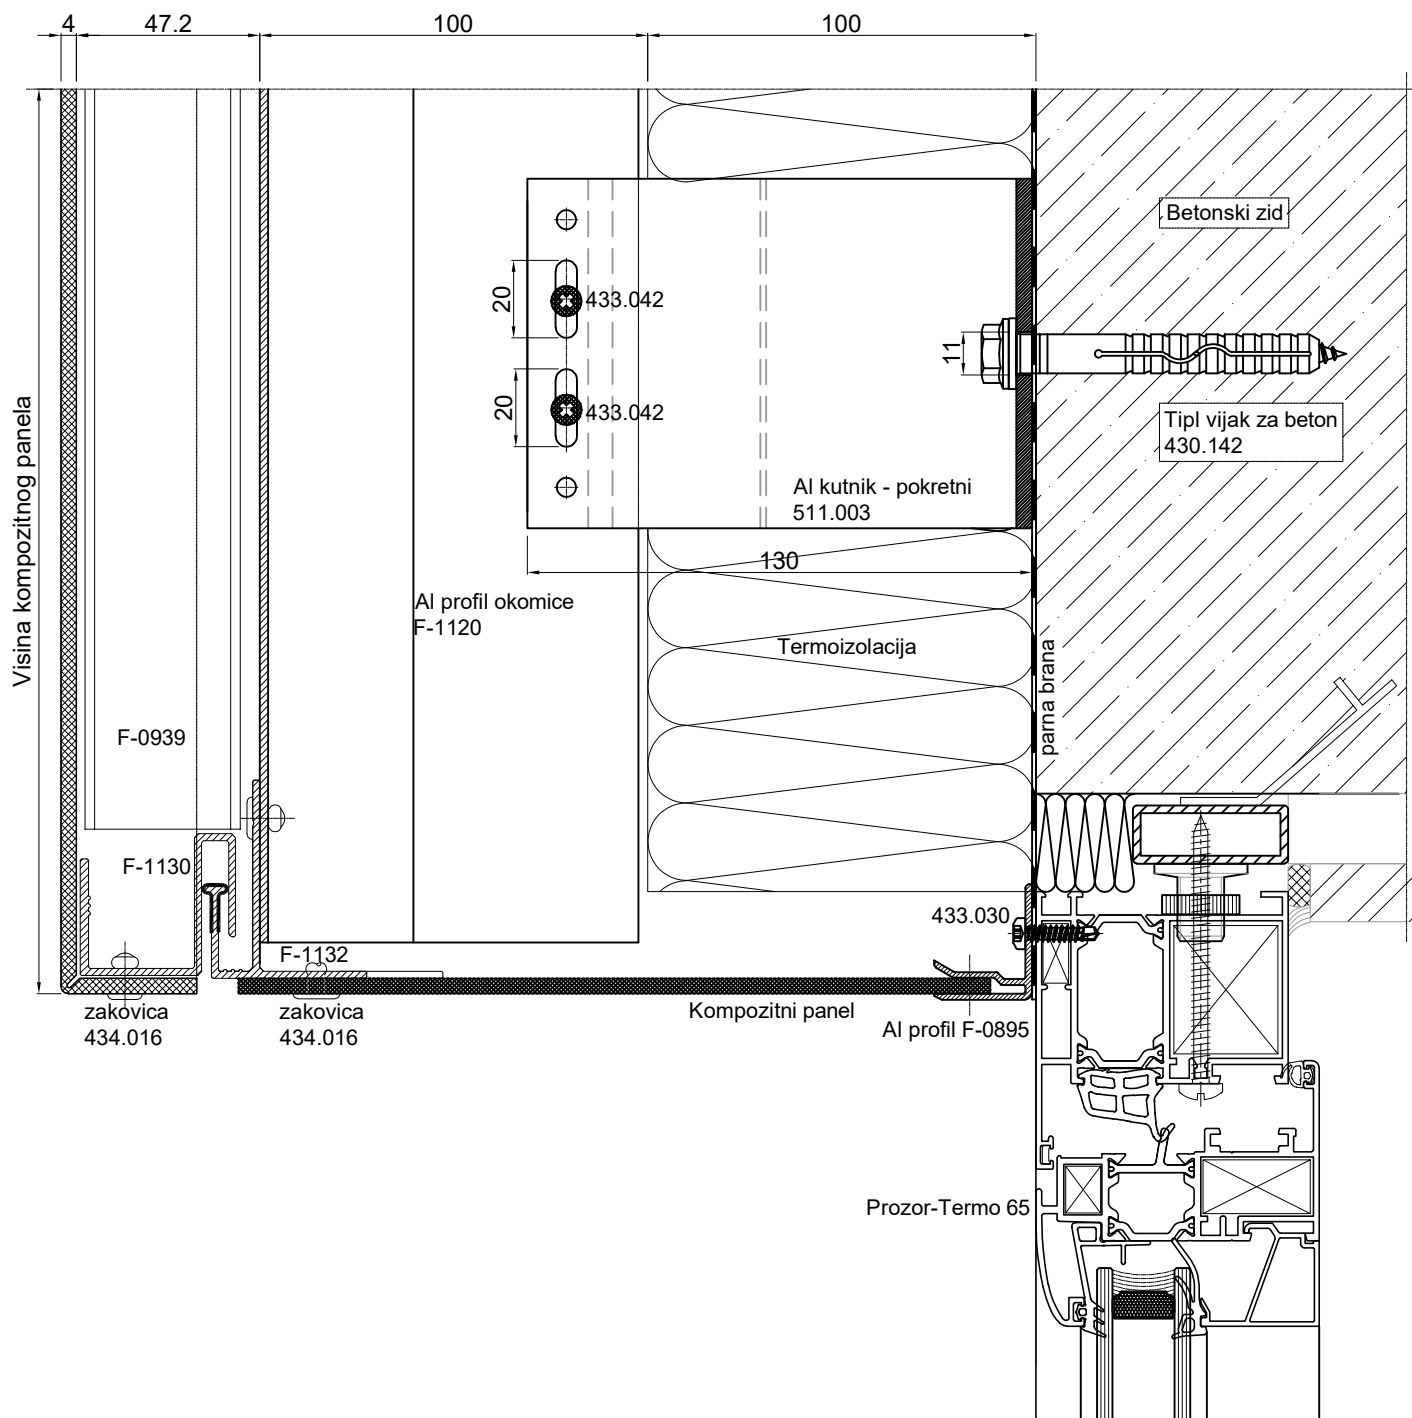 4
47.2
100
100
Betonski zid
20
433.042
11
20
433.042
Tipl vijak za beton
430.142
Al kutnik - pokretni
511.003
130
Al profil okomice
F-1120
Visina kompozitnog panela
Termoizolacija
parna brana
F-0939
F-1130
433.030
F-1132
zakovica
434.016
zakovica
434.016
Kompozitni panel
Al profil F-0895
Prozor-Termo 65